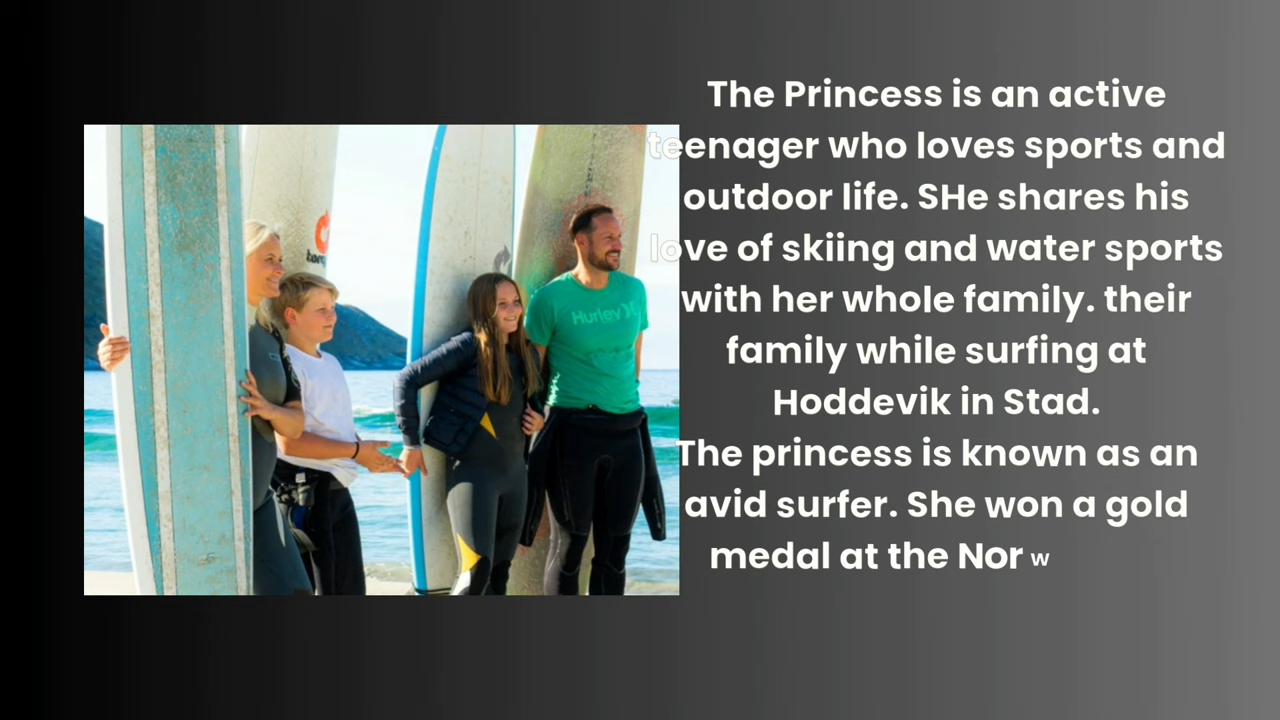 The Princess is an active
teenager who loves sports and
outdoor life. SHe shares his
love of skiing and water sports
with her whole family. their
family while surfing at
Hoddevik in Stad.
The princess is known as an
avid surfer. She won a gold
medal at the Nor w
Hurley